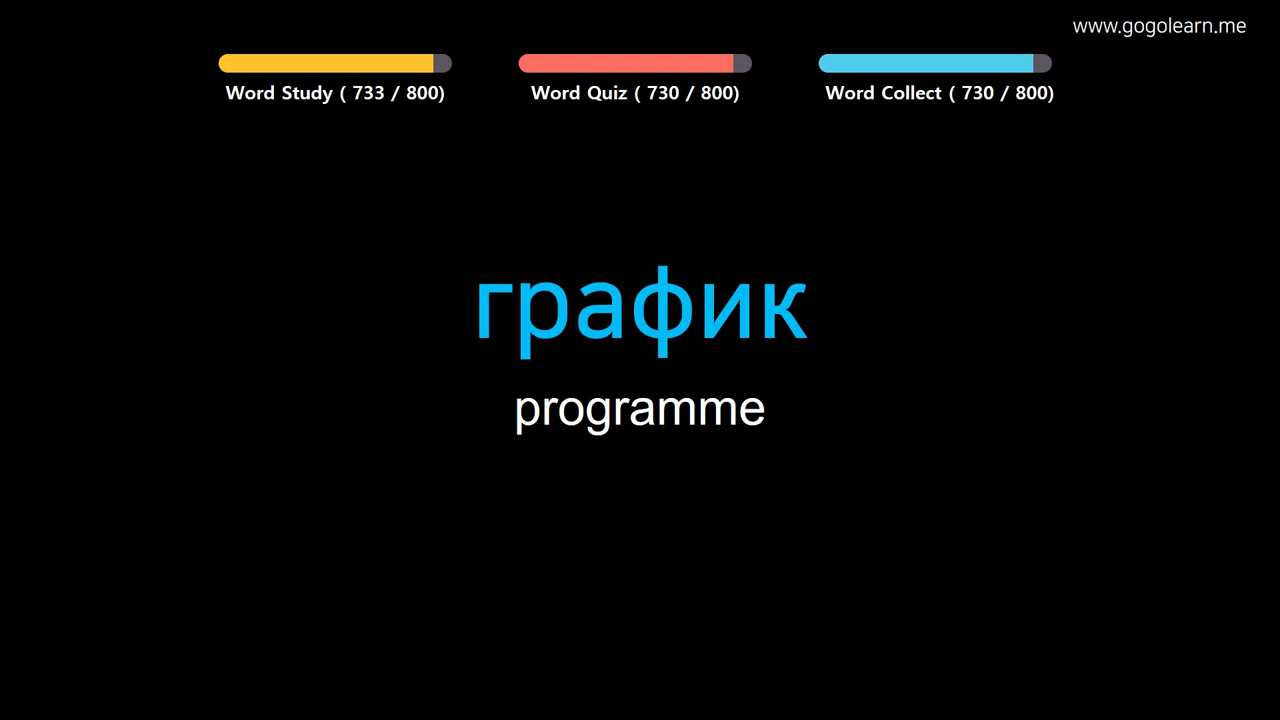 www.gogolearn.me
Word Study ( 733 / 800)
Word Quiz ( 730 / 800)
Word Collect ( 730 / 800)
график
programme